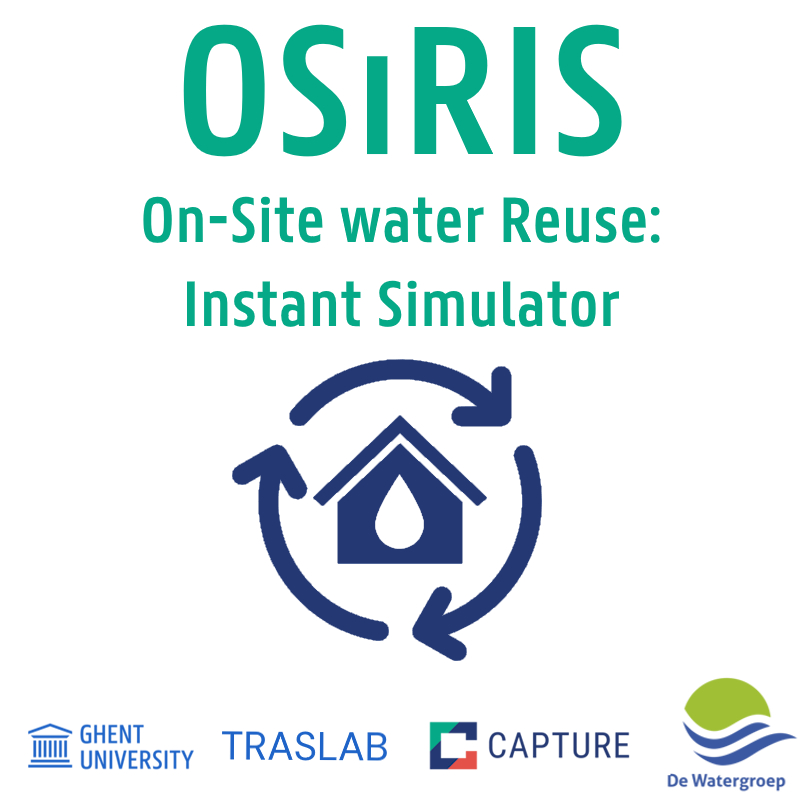 OSiRIS
On-Site water Reuse:
Instant Simulator
GHENT
UNIVERSITY
TRASLAB
CAPTURE
De Watergroep